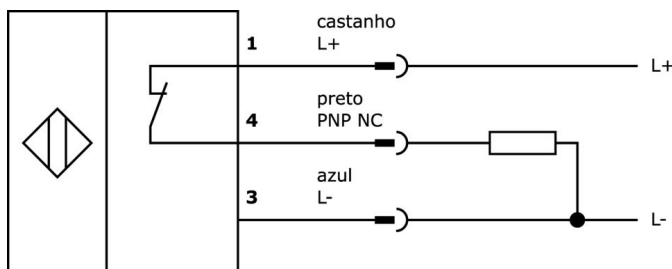 castanho
1 L+ L+
preto
4 PNP NC
azul
3 L- L-